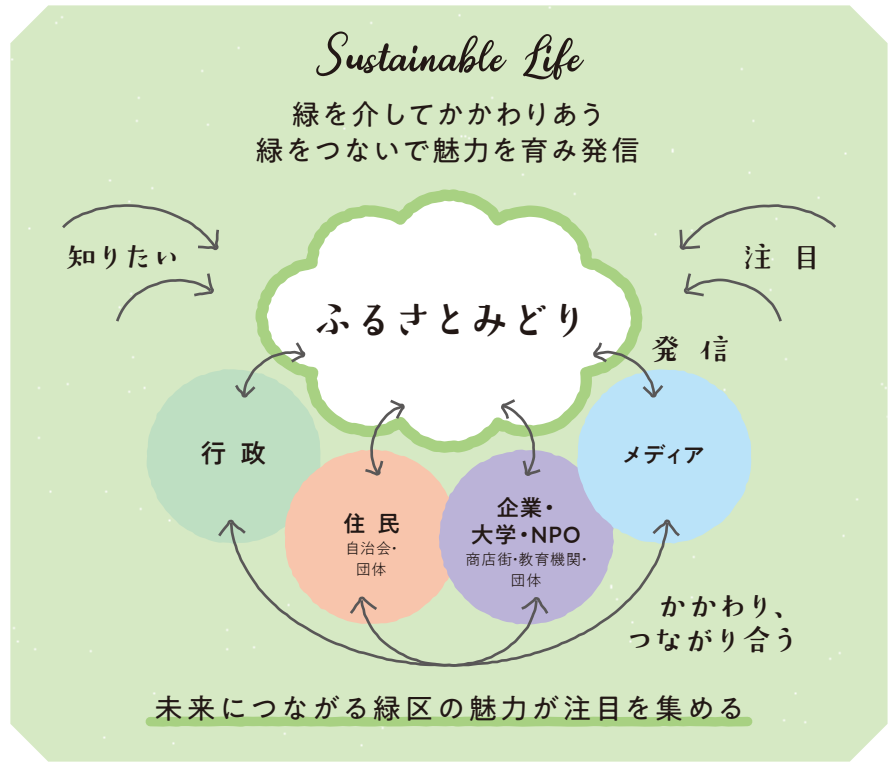 Sustainable Life
緑を介してかかわりあう
緑をつないで魅力を育み発信
知りたい
注 目
ふるさとみどり
発 信
行 政
メディア
住 民
自治会・
団体
企業・
大学・NPO
商店街・教育機関・
団体
かかわり、
つながり合う
未来につながる緑区の魅力が注目を集める